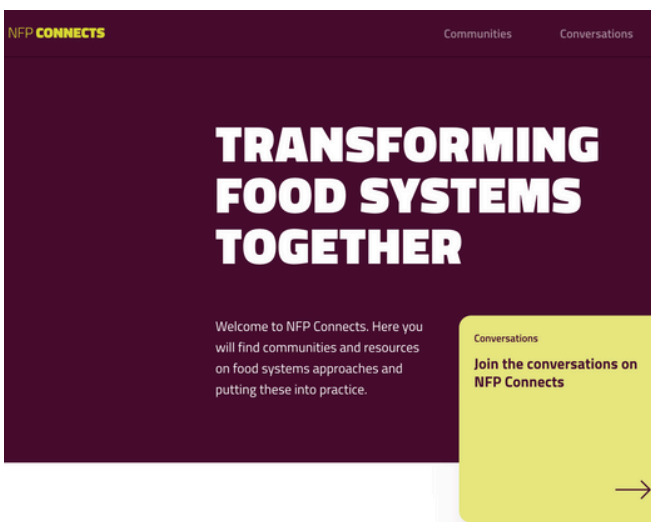 NFP CONNECTS
Communities Conversations
TRANSFORMING
FOOD SYSTEMS
TOGETHER
Welcome to NFP Connects. Here you
will find communities and resources
on food systems approaches and
putting these into practice.
Conversations
Join the conversations on
NFP Connects